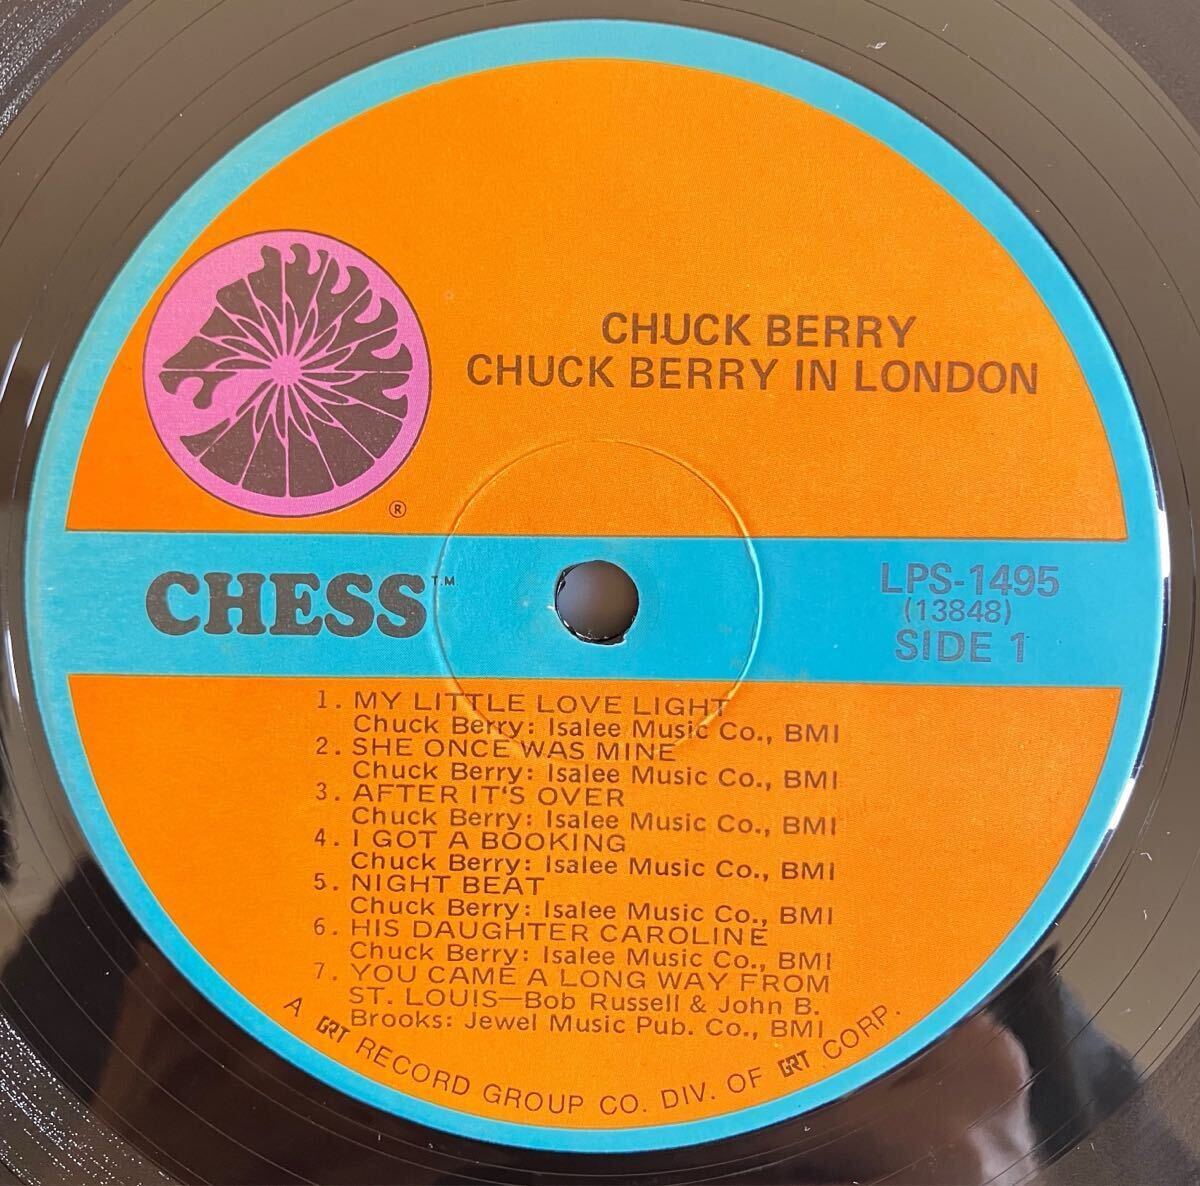 CHUCK BERRY
CHUCK BERRY IN LONDON
®
CHESS T.M.
LPS-1495
(13848)
SIDE 1
1. MY LITTLE LOVE LIGHT
Chuck Berry: Isalee Music Co., BMI
2. SHE ONCE WAS MINE
Chuck Berry: Isalee Music Co., BMI
3. AFTER IT'S OVER
Chuck Berry: Isalee Music Co., BMI
4. I GOT A BOOKING
Chuck Berry: Isalee Music Co., BMI
5. NIGHT BEAT
Chuck Berry: Isalee Music Co., BMI
6. HIS DAUGHTER CAROLINE
Chuck Berry: Isalee Music Co., BMI
7. YOU CAME A LONG WAY FROM
ST. LOUIS—Bob Russell & John B.
Brooks: Jewel Music Pub. Co., BMI
A GRT RECORD GROUP CO. DIV. OF GRT CORP.